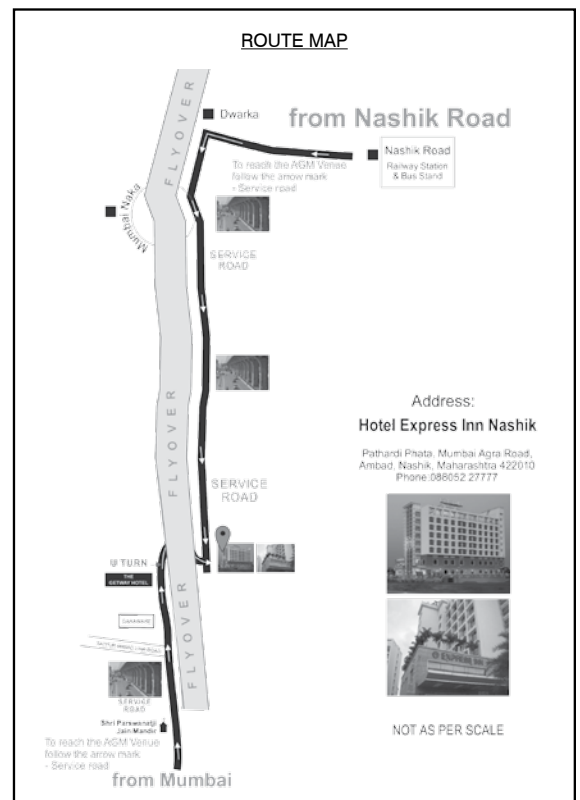 ROUTE MAP
FLYOVER
Dwarka
from Nashik Road
Nashik Road
Railway Station
& Bus Stand
To reach the AGM Venue
follow the arrow mark
- Service road
Mumbai Naka
SERVICE
ROAD
FLYOVER
SERVICE
ROAD
Address:
Hotel Express Inn Nashik
Pathardi Phata, Mumbai Agra Road,
Ambad, Nashik, Maharashtra 422010
Phone:088052 27777
U TURN
THE
GETWAY HOTEL
FLYOVER
SERVICE
ROAD
Shri Parswanatji
Jain Mandir
To reach the AGM Venue
follow the arrow mark
- Service road
from Mumbai
NOT AS PER SCALE